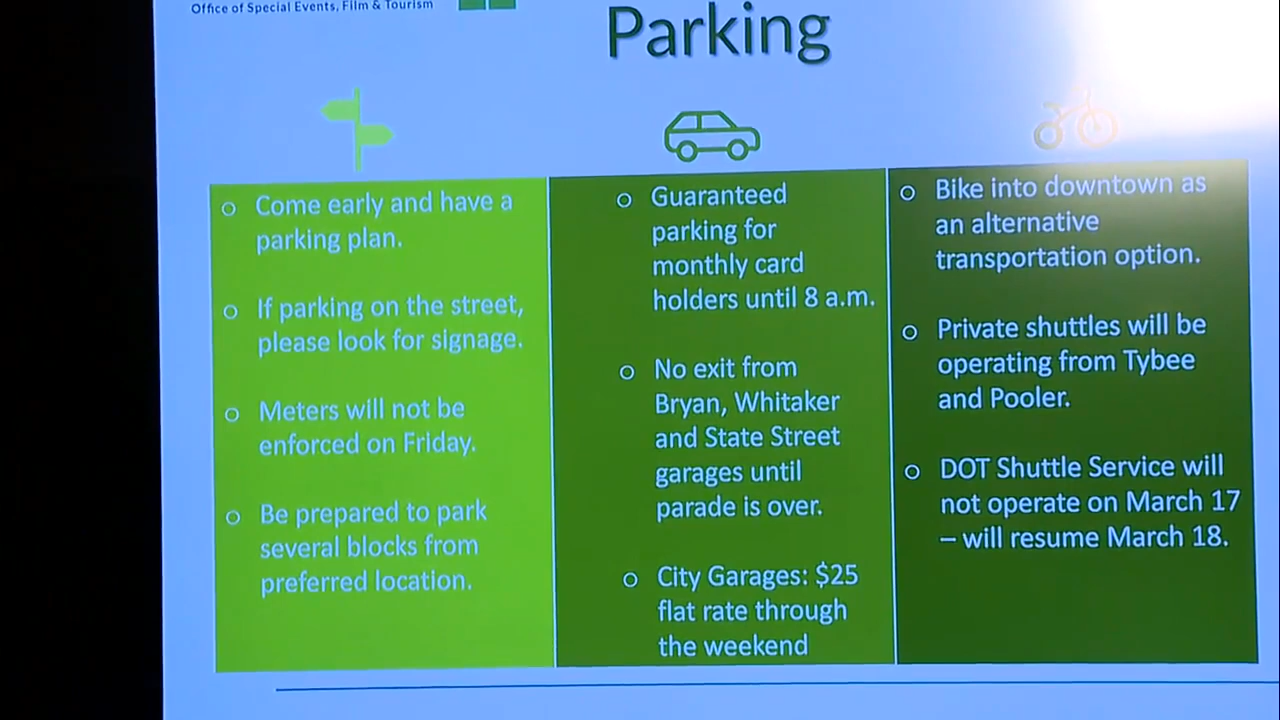 Office of Special Events, Film & Tourism
Parking
○ Come early and have a
parking plan.
○ If parking on the street,
please look for signage.
○ Meters will not be
enforced on Friday.
○ Be prepared to park
several blocks from
preferred location.
○ Guaranteed
parking for
monthly card
holders until 8 a.m.
○ No exit from
Bryan, Whitaker
and State Street
garages until
parade is over.
○ City Garages: $25
flat rate through
the weekend
○ Bike into downtown as
an alternative
transportation option.
○ Private shuttles will be
operating from Tybee
and Pooler.
○ DOT Shuttle Service will
not operate on March 17
– will resume March 18.